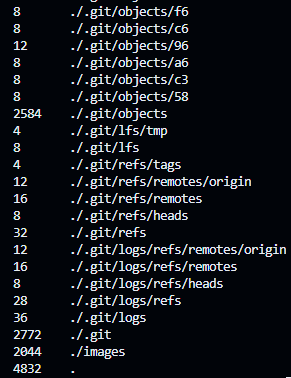 8 ./.git/objects/f6
8 ./.git/objects/c6
12 ./.git/objects/96
8 ./.git/objects/a6
8 ./.git/objects/c3
8 ./.git/objects/58
2584 ./.git/objects
4 ./.git/lfs/tmp
8 ./.git/lfs
4 ./.git/refs/tags
12 ./.git/refs/remotes/origin
16 ./.git/refs/remotes
8 ./.git/refs/heads
32 ./.git/refs
12 ./.git/logs/refs/remotes/origin
16 ./.git/logs/refs/remotes
8 ./.git/logs/refs/heads
28 ./.git/logs/refs
36 ./.git/logs
2772 ./.git
2044 ./images
4832 .